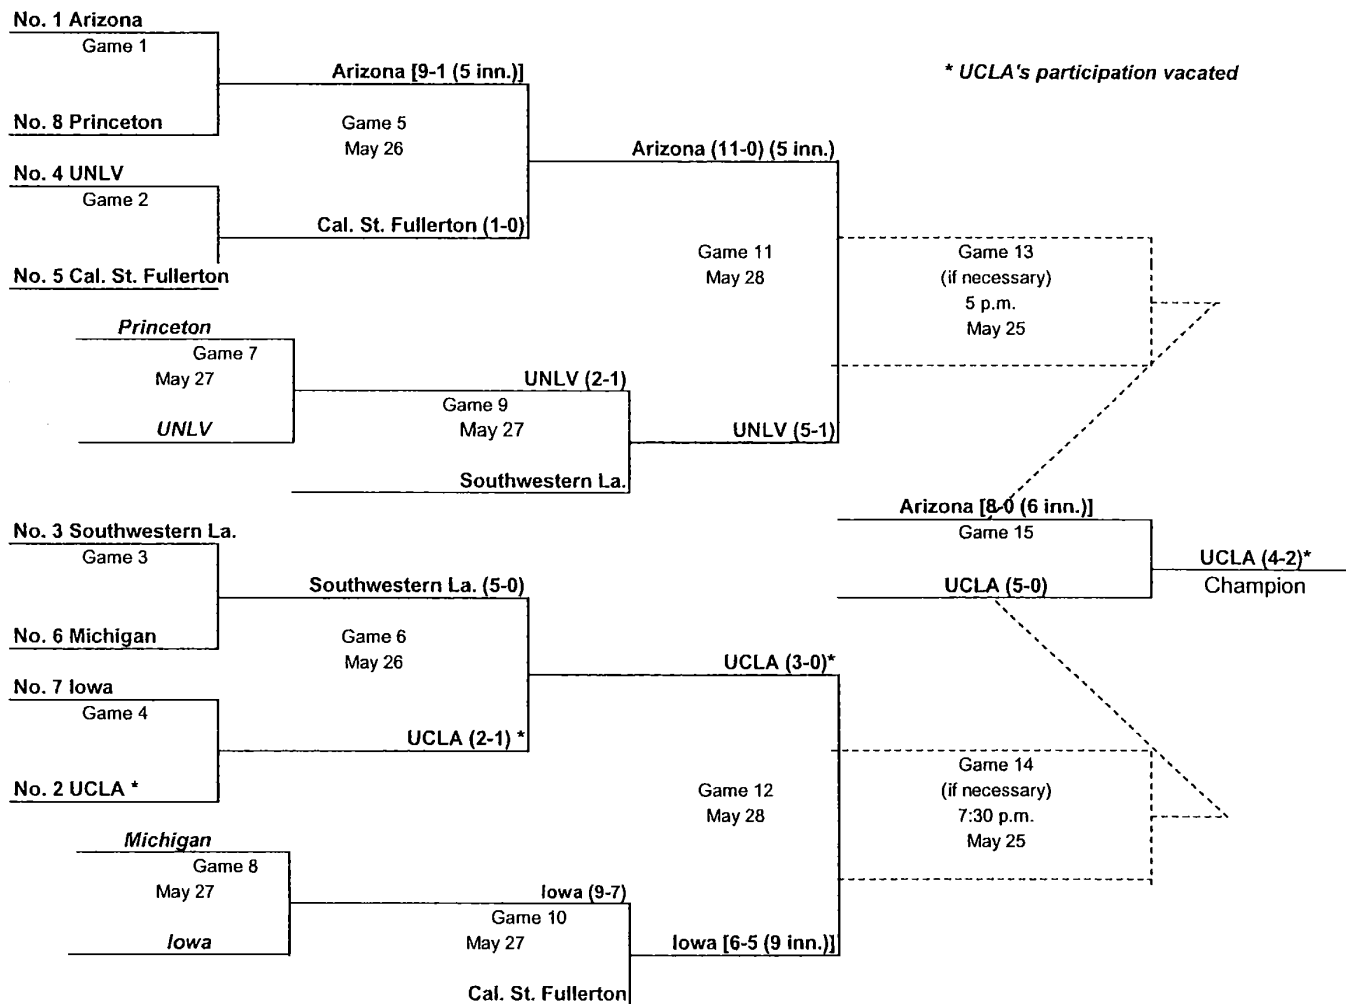 No. 1 Arizona
Game 1
No. 8 Princeton
Arizona [9-1 (5 inn.)]
* UCLA's participation vacated
Game 5
May 26
No. 4 UNLV
Game 2
No. 5 Cal. St. Fullerton
Cal. St. Fullerton (1-0)
Arizona (11-0) (5 inn.)
Game 11
May 28
Game 13
(if necessary)
5 p.m.
May 25
Princeton
Game 7
May 27
UNLV
UNLV (2-1)
Game 9
May 27
Southwestern La.
UNLV (5-1)
No. 3 Southwestern La.
Game 3
No. 6 Michigan
Southwestern La. (5-0)
Game 6
May 26
No. 7 Iowa
Game 4
No. 2 UCLA *
UCLA (2-1) *
UCLA (3-0)*
Arizona [8-0 (6 inn.)]
Game 15
UCLA (5-0)
UCLA (4-2)*
Champion
Game 12
May 28
Game 14
(if necessary)
7:30 p.m.
May 25
Michigan
Game 8
May 27
Iowa
Iowa (9-7)
Game 10
May 27
Cal. St. Fullerton
Iowa [6-5 (9 inn.)]